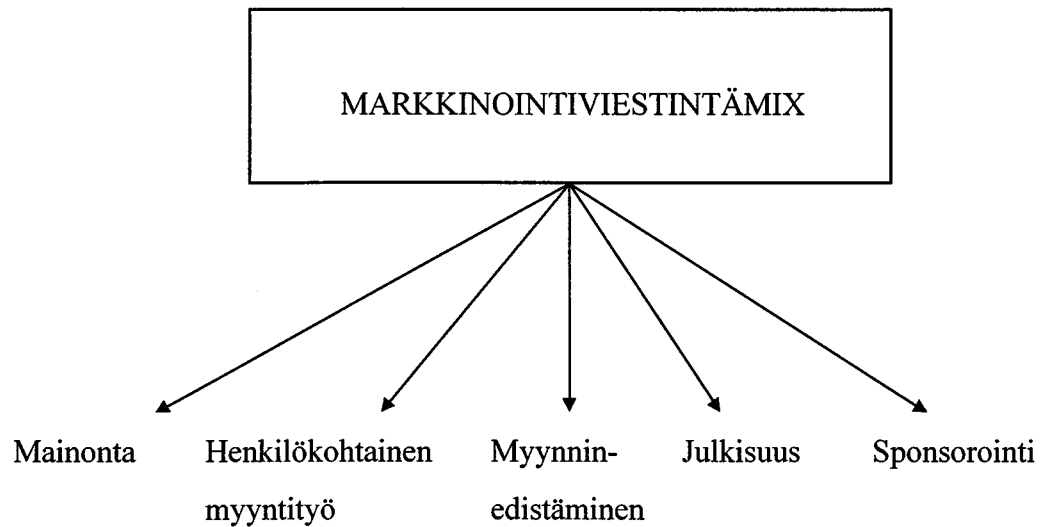 MARKKINOINTIVIESTINTÄMIX
Mainonta Henkilökohtainen Myynnin- Julkisuus Sponsorointi
myyntityö edistäminen